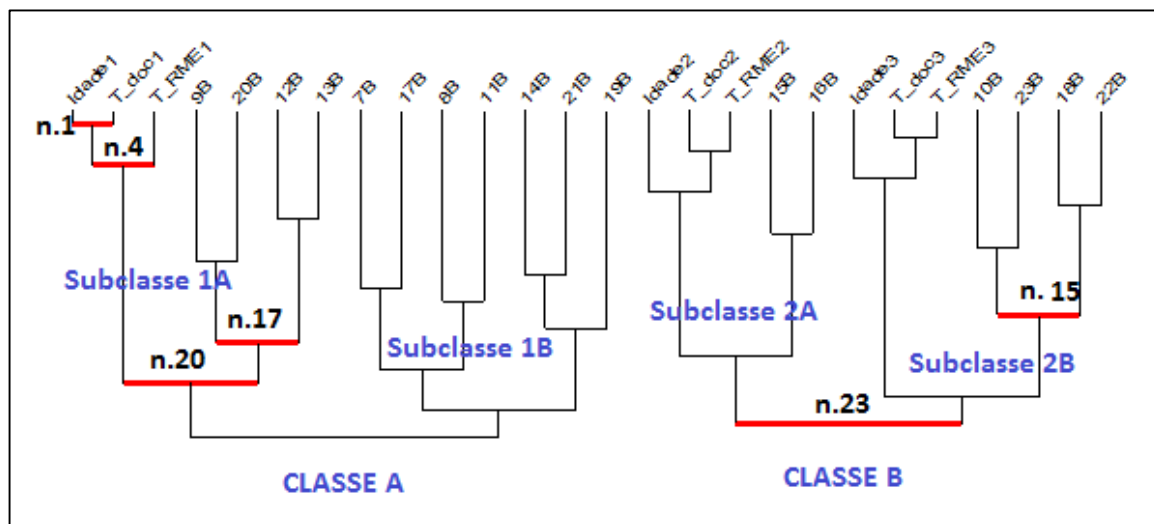 Idade1 T_doc1 T_RME1 9B 20B 12B 13B 7B 17B 8B 11B 14B 21B 19B Idade2 T_doc2 T_RME2 15B 16B Idade3 T_doc3 T_RME3 10B 23B 18B 22B
n.1
n.4
Subclasse 1A
Subclasse 2A
n. 15
n.17
Subclasse 1B
n.20
Subclasse 2B
n.23
CLASSE A
CLASSE B